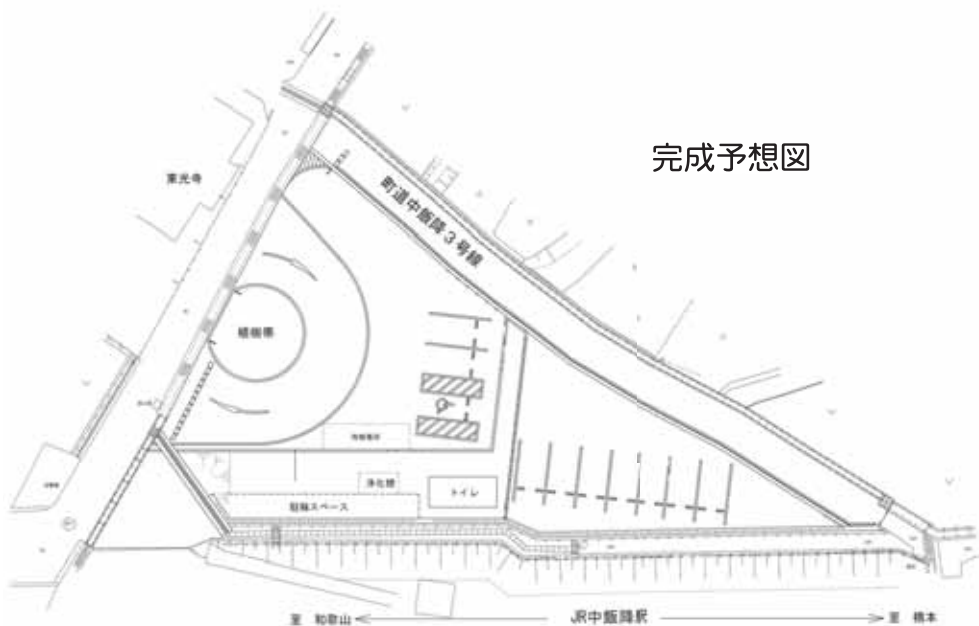 完成予想図
東光寺
町道中飯降3号線
植樹帯
浄化槽
トイレ
駐輪スペース
至 和歌山
JR中飯降駅
至 橋本